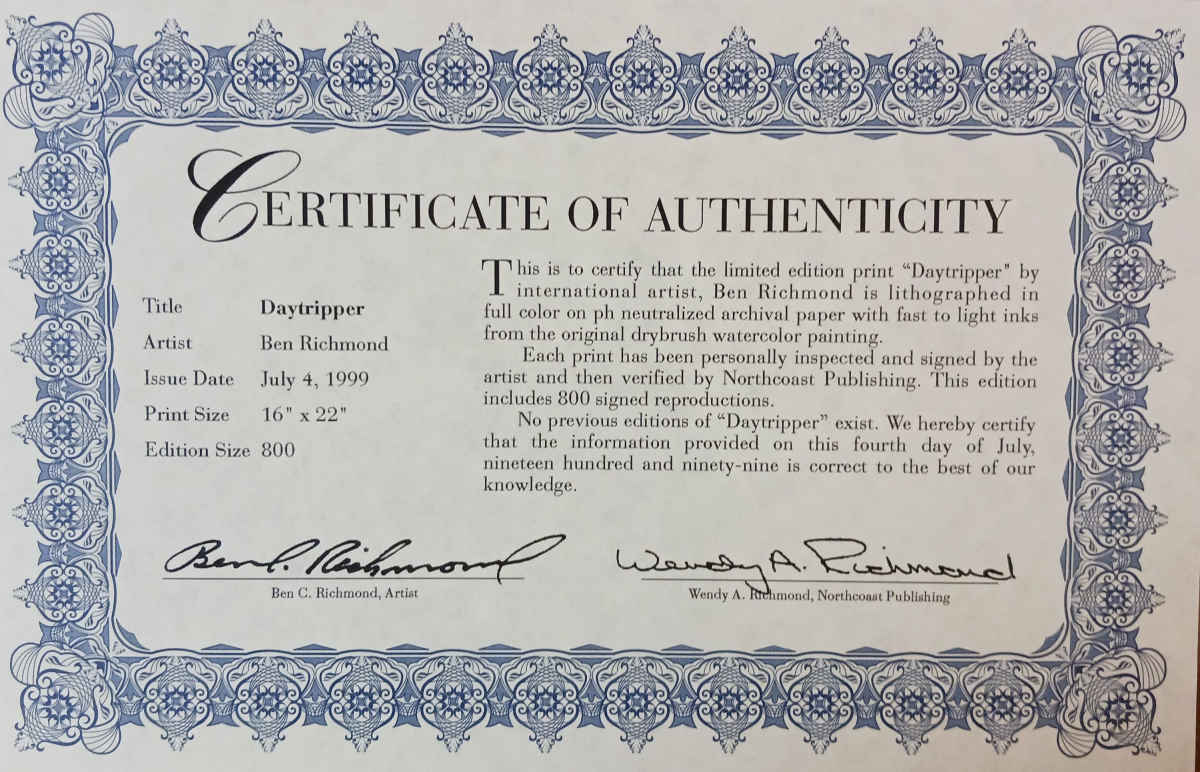 CERTIFICATE OF AUTHENTICITY
Title Daytripper
Artist Ben Richmond
Issue Date July 4, 1999
Print Size 16" x 22"
Edition Size 800
This is to certify that the limited edition print “Daytripper" by
international artist, Ben Richmond is lithographed in
full color on ph neutralized archival paper with fast to light inks
from the original drybrush watercolor painting.
Each print has been personally inspected and signed by the
artist and then verified by Northcoast Publishing. This edition
includes 800 signed reproductions.
No previous editions of “Daytripper” exist. We hereby certify
that the information provided on this fourth day of July,
nineteen hundred and ninety-nine is correct to the best of our
knowledge.
Ben C. Richmond
Ben C. Richmond, Artist
Wendy A. Richmond
Wendy A. Richmond, Northcoast Publishing